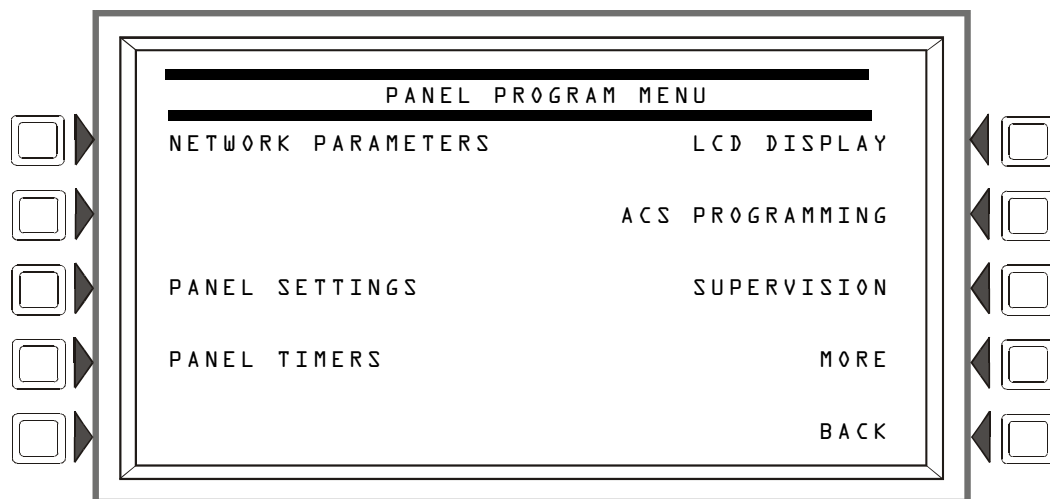 PANEL PROGRAM MENU
NETWORK PARAMETERS LCD DISPLAY
ACS PROGRAMMING
PANEL SETTINGS SUPERVISION
PANEL TIMERS MORE
BACK